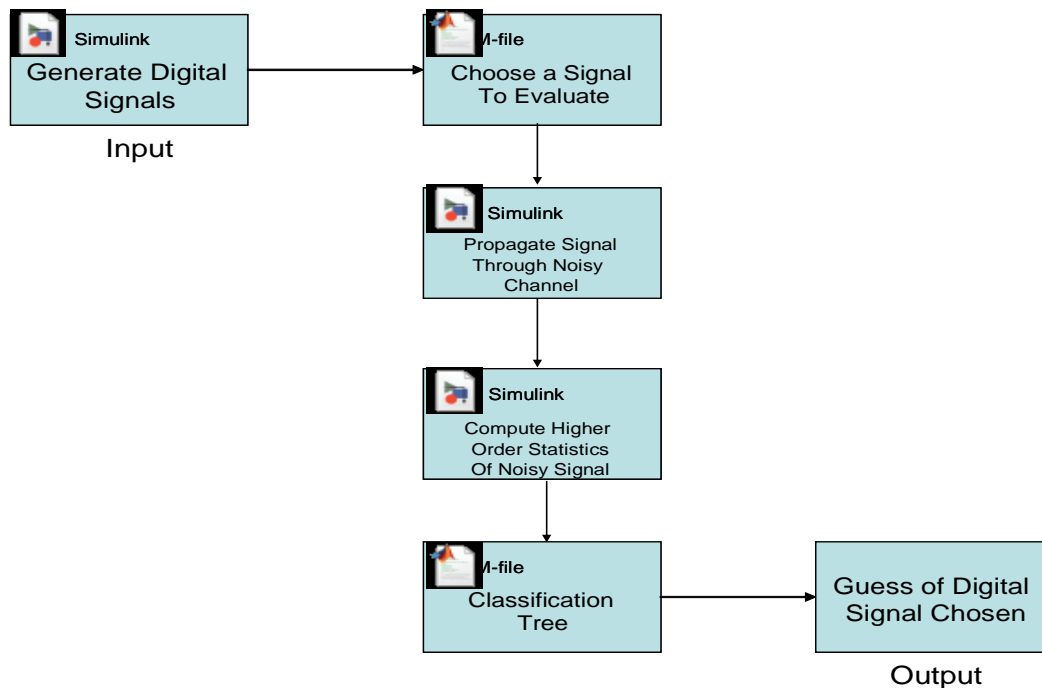 Simulink
Generate Digital
Signals
Input
M-file
Choose a Signal
To Evaluate
Simulink
Propagate Signal
Through Noisy
Channel
Simulink
Compute Higher
Order Statistics
Of Noisy Signal
M-file
Classification
Tree
Guess of Digital
Signal Chosen
Output